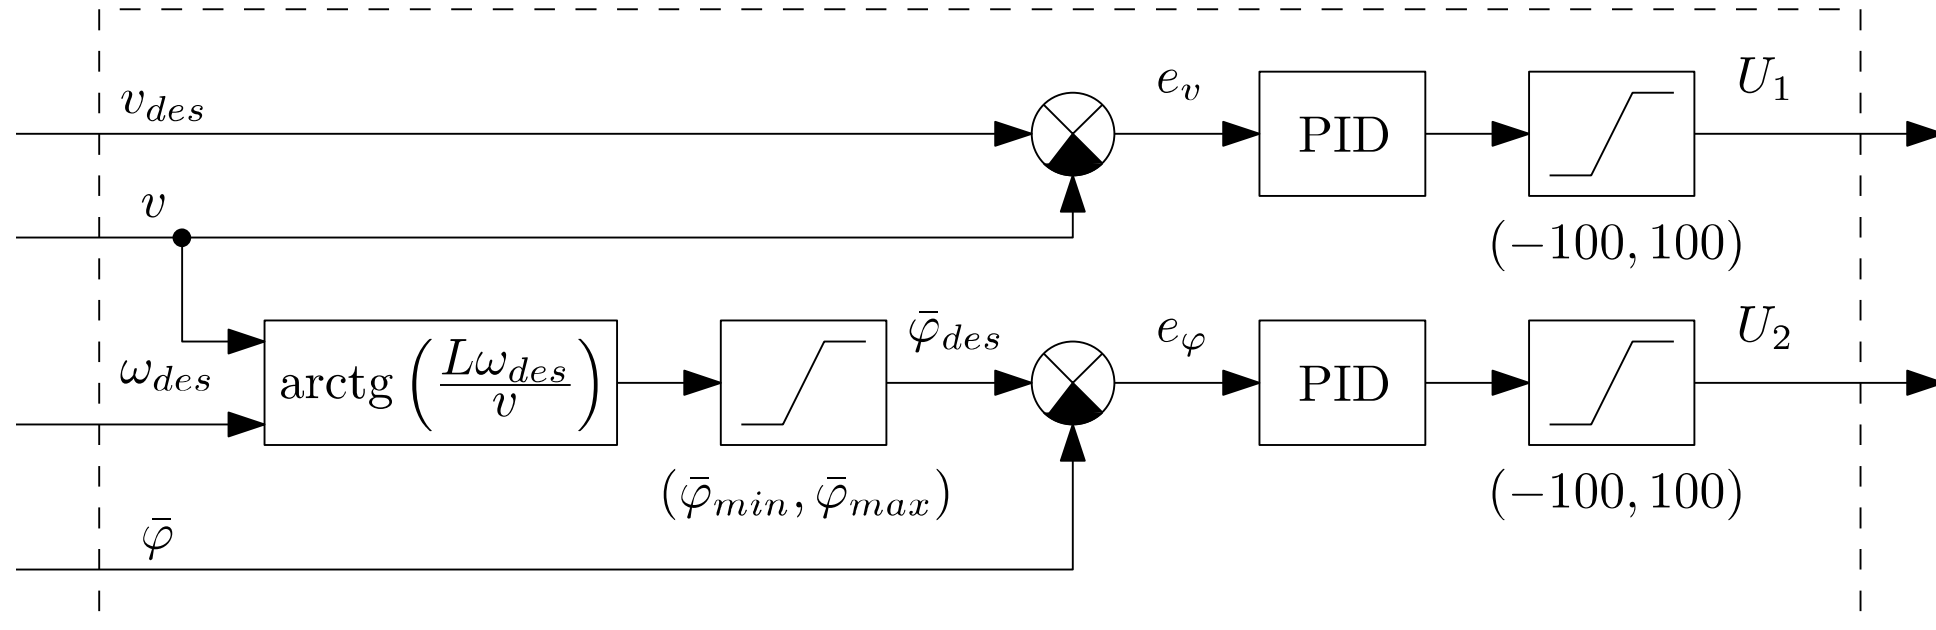 v_des
e_v
PID
U_1
v
(−100, 100)
ω_des
arctg (Lω_des / v)
φ̄_des
e_φ
PID
U_2
(φ̄_min, φ̄_max)
(−100, 100)
φ̄